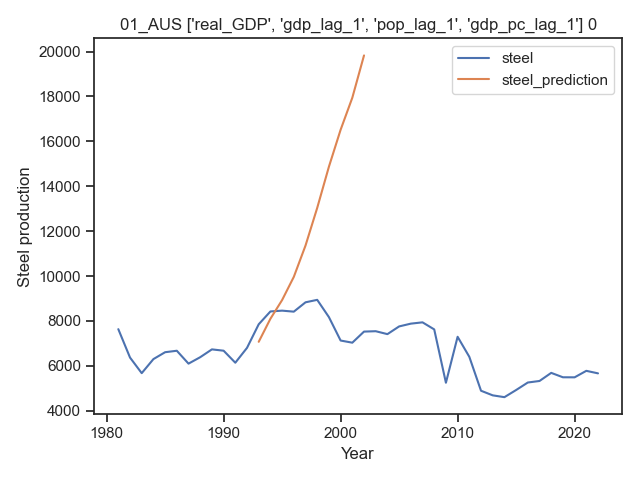 01_AUS ['real_GDP', 'gdp_lag_1', 'pop_lag_1', 'gdp_pc_lag_1'] 0
steel
steel_prediction
20000
18000
16000
14000
12000
10000
8000
6000
4000
Steel production
1980 1990 2000 2010 2020
Year